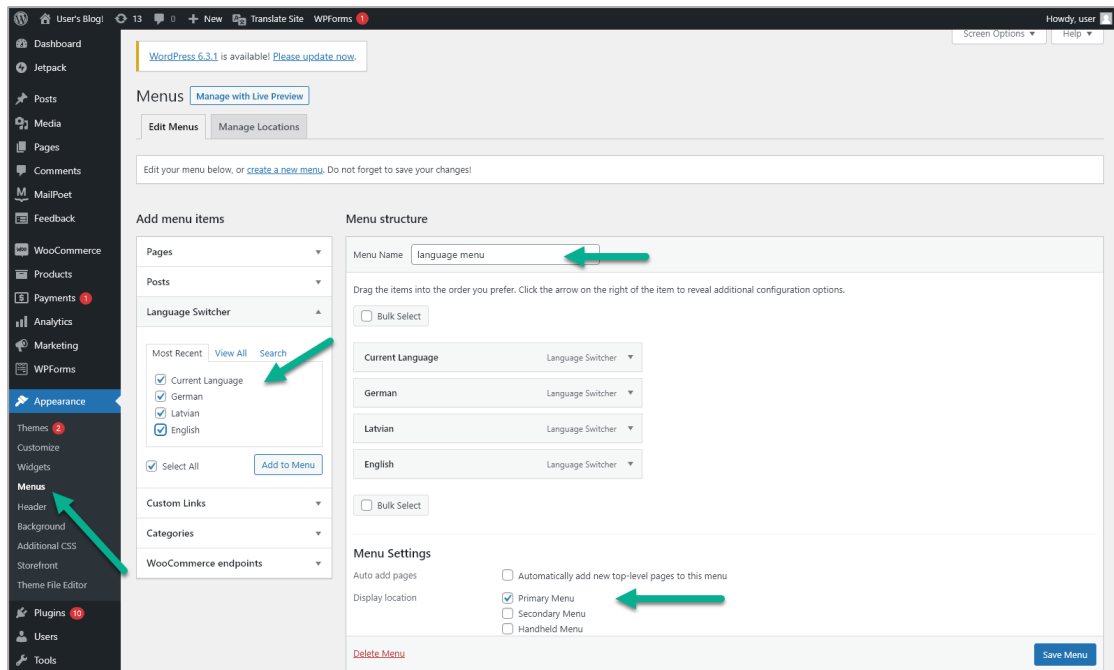 User's Blog! 13 0 + New Translate Site WPForms 1 Howdy, user
Dashboard
Jetpack
Posts
Media
Pages
Comments
MailPoet
Feedback
WooCommerce
Products
Payments 1
Analytics
Marketing
WPForms
Appearance
Themes 2
Customize
Widgets
Menus
Header
Background
Additional CSS
Storefront
Theme File Editor
Plugins 10
Users
Tools
Screen Options Help
WordPress 6.3.1 is available! Please update now.
Menus Manage with Live Preview
Edit Menus Manage Locations
Edit your menu below, or create a new menu. Do not forget to save your changes!
Add menu items
Pages
Posts
Language Switcher
Most Recent View All Search
Current Language
German
Latvian
English
Select All Add to Menu
Custom Links
Categories
WooCommerce endpoints
Menu structure
Menu Name language menu
Drag the items into the order you prefer. Click the arrow on the right of the item to reveal additional configuration options.
Bulk Select
Current Language Language Switcher
German Language Switcher
Latvian Language Switcher
English Language Switcher
Bulk Select
Menu Settings
Auto add pages Automatically add new top-level pages to this menu
Display location Primary Menu
Secondary Menu
Handheld Menu
Delete Menu Save Menu